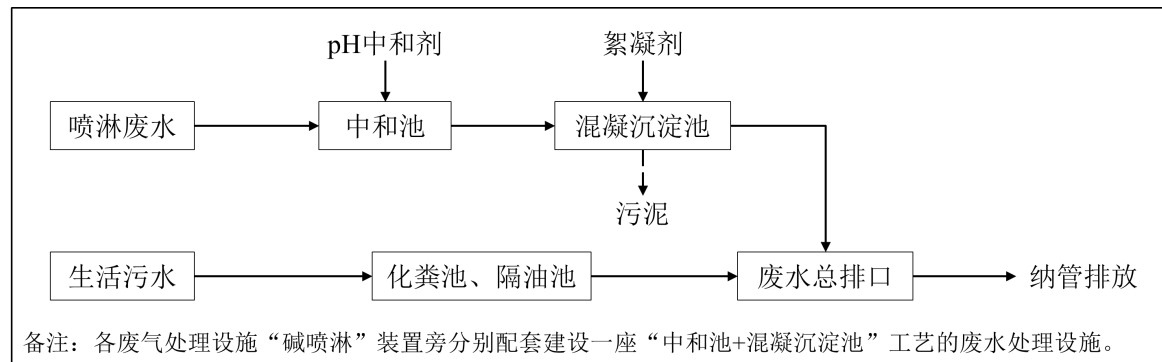 pH中和剂
絮凝剂
喷淋废水
中和池
混凝沉淀池
污泥
生活污水
化粪池、隔油池
废水总排口
纳管排放
备注：各废气处理设施“碱喷淋”装置旁分别配套建设一座“中和池+混凝沉淀池”工艺的废水处理设施。